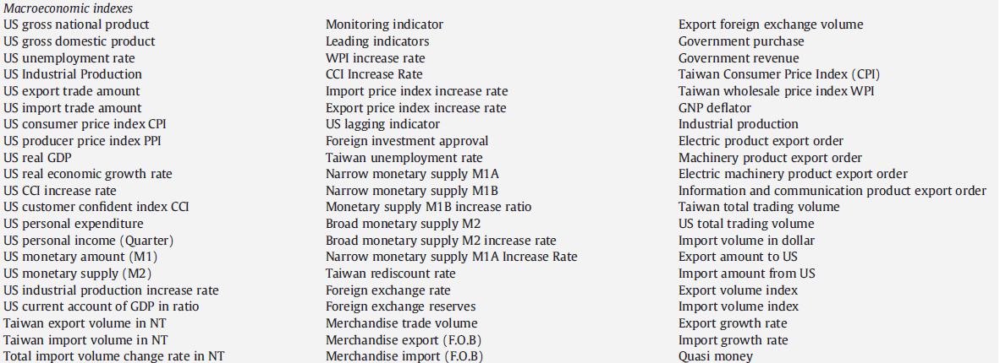 Macroeconomic indexes
US gross national product
US gross domestic product
US unemployment rate
US Industrial Production
US export trade amount
US import trade amount
US consumer price index CPI
US producer price index PPI
US real GDP
US real economic growth rate
US CCI increase rate
US customer confident index CCI
US personal expenditure
US personal income (Quarter)
US monetary amount (M1)
US monetary supply (M2)
US industrial production increase rate
US current account of GDP in ratio
Taiwan export volume in NT
Taiwan import volume in NT
Total import volume change rate in NT
Monitoring indicator
Leading indicators
WPI increase rate
CCI Increase Rate
Import price index increase rate
Export price index increase rate
US lagging indicator
Foreign investment approval
Taiwan unemployment rate
Narrow monetary supply M1A
Narrow monetary supply M1B
Monetary supply M1B increase ratio
Broad monetary supply M2
Broad monetary supply M2 increase rate
Narrow monetary supply M1A Increase Rate
Taiwan rediscount rate
Foreign exchange rate
Foreign exchange reserves
Merchandise trade volume
Merchandise export (F.O.B)
Merchandise import (F.O.B)
Export foreign exchange volume
Government purchase
Government revenue
Taiwan Consumer Price Index (CPI)
Taiwan wholesale price index WPI
GNP deflator
Industrial production
Electric product export order
Machinery product export order
Electric machinery product export order
Information and communication product export order
Taiwan total trading volume
US total trading volume
Import volume in dollar
Export amount to US
Import amount from US
Export volume index
Import volume index
Export growth rate
Import growth rate
Quasi money